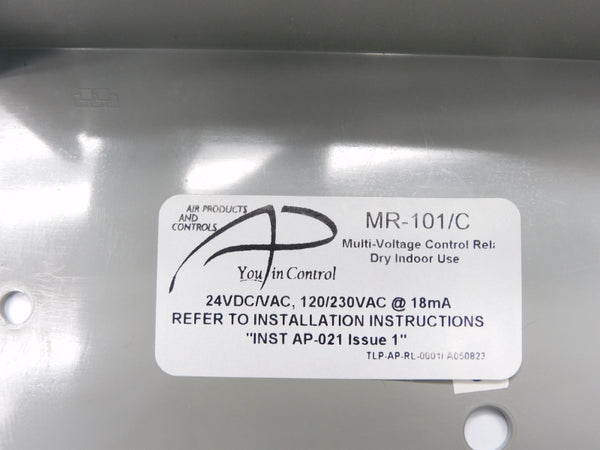 AIR PRODUCTS
AND
CONTROLS
AP
You in Control
MR-101/C
Multi-Voltage Control Rela
Dry Indoor Use
24VDC/VAC, 120/230VAC @ 18mA
REFER TO INSTALLATION INSTRUCTIONS
"INST AP-021 Issue 1"
TLP-AP-RL-0001/ A050823